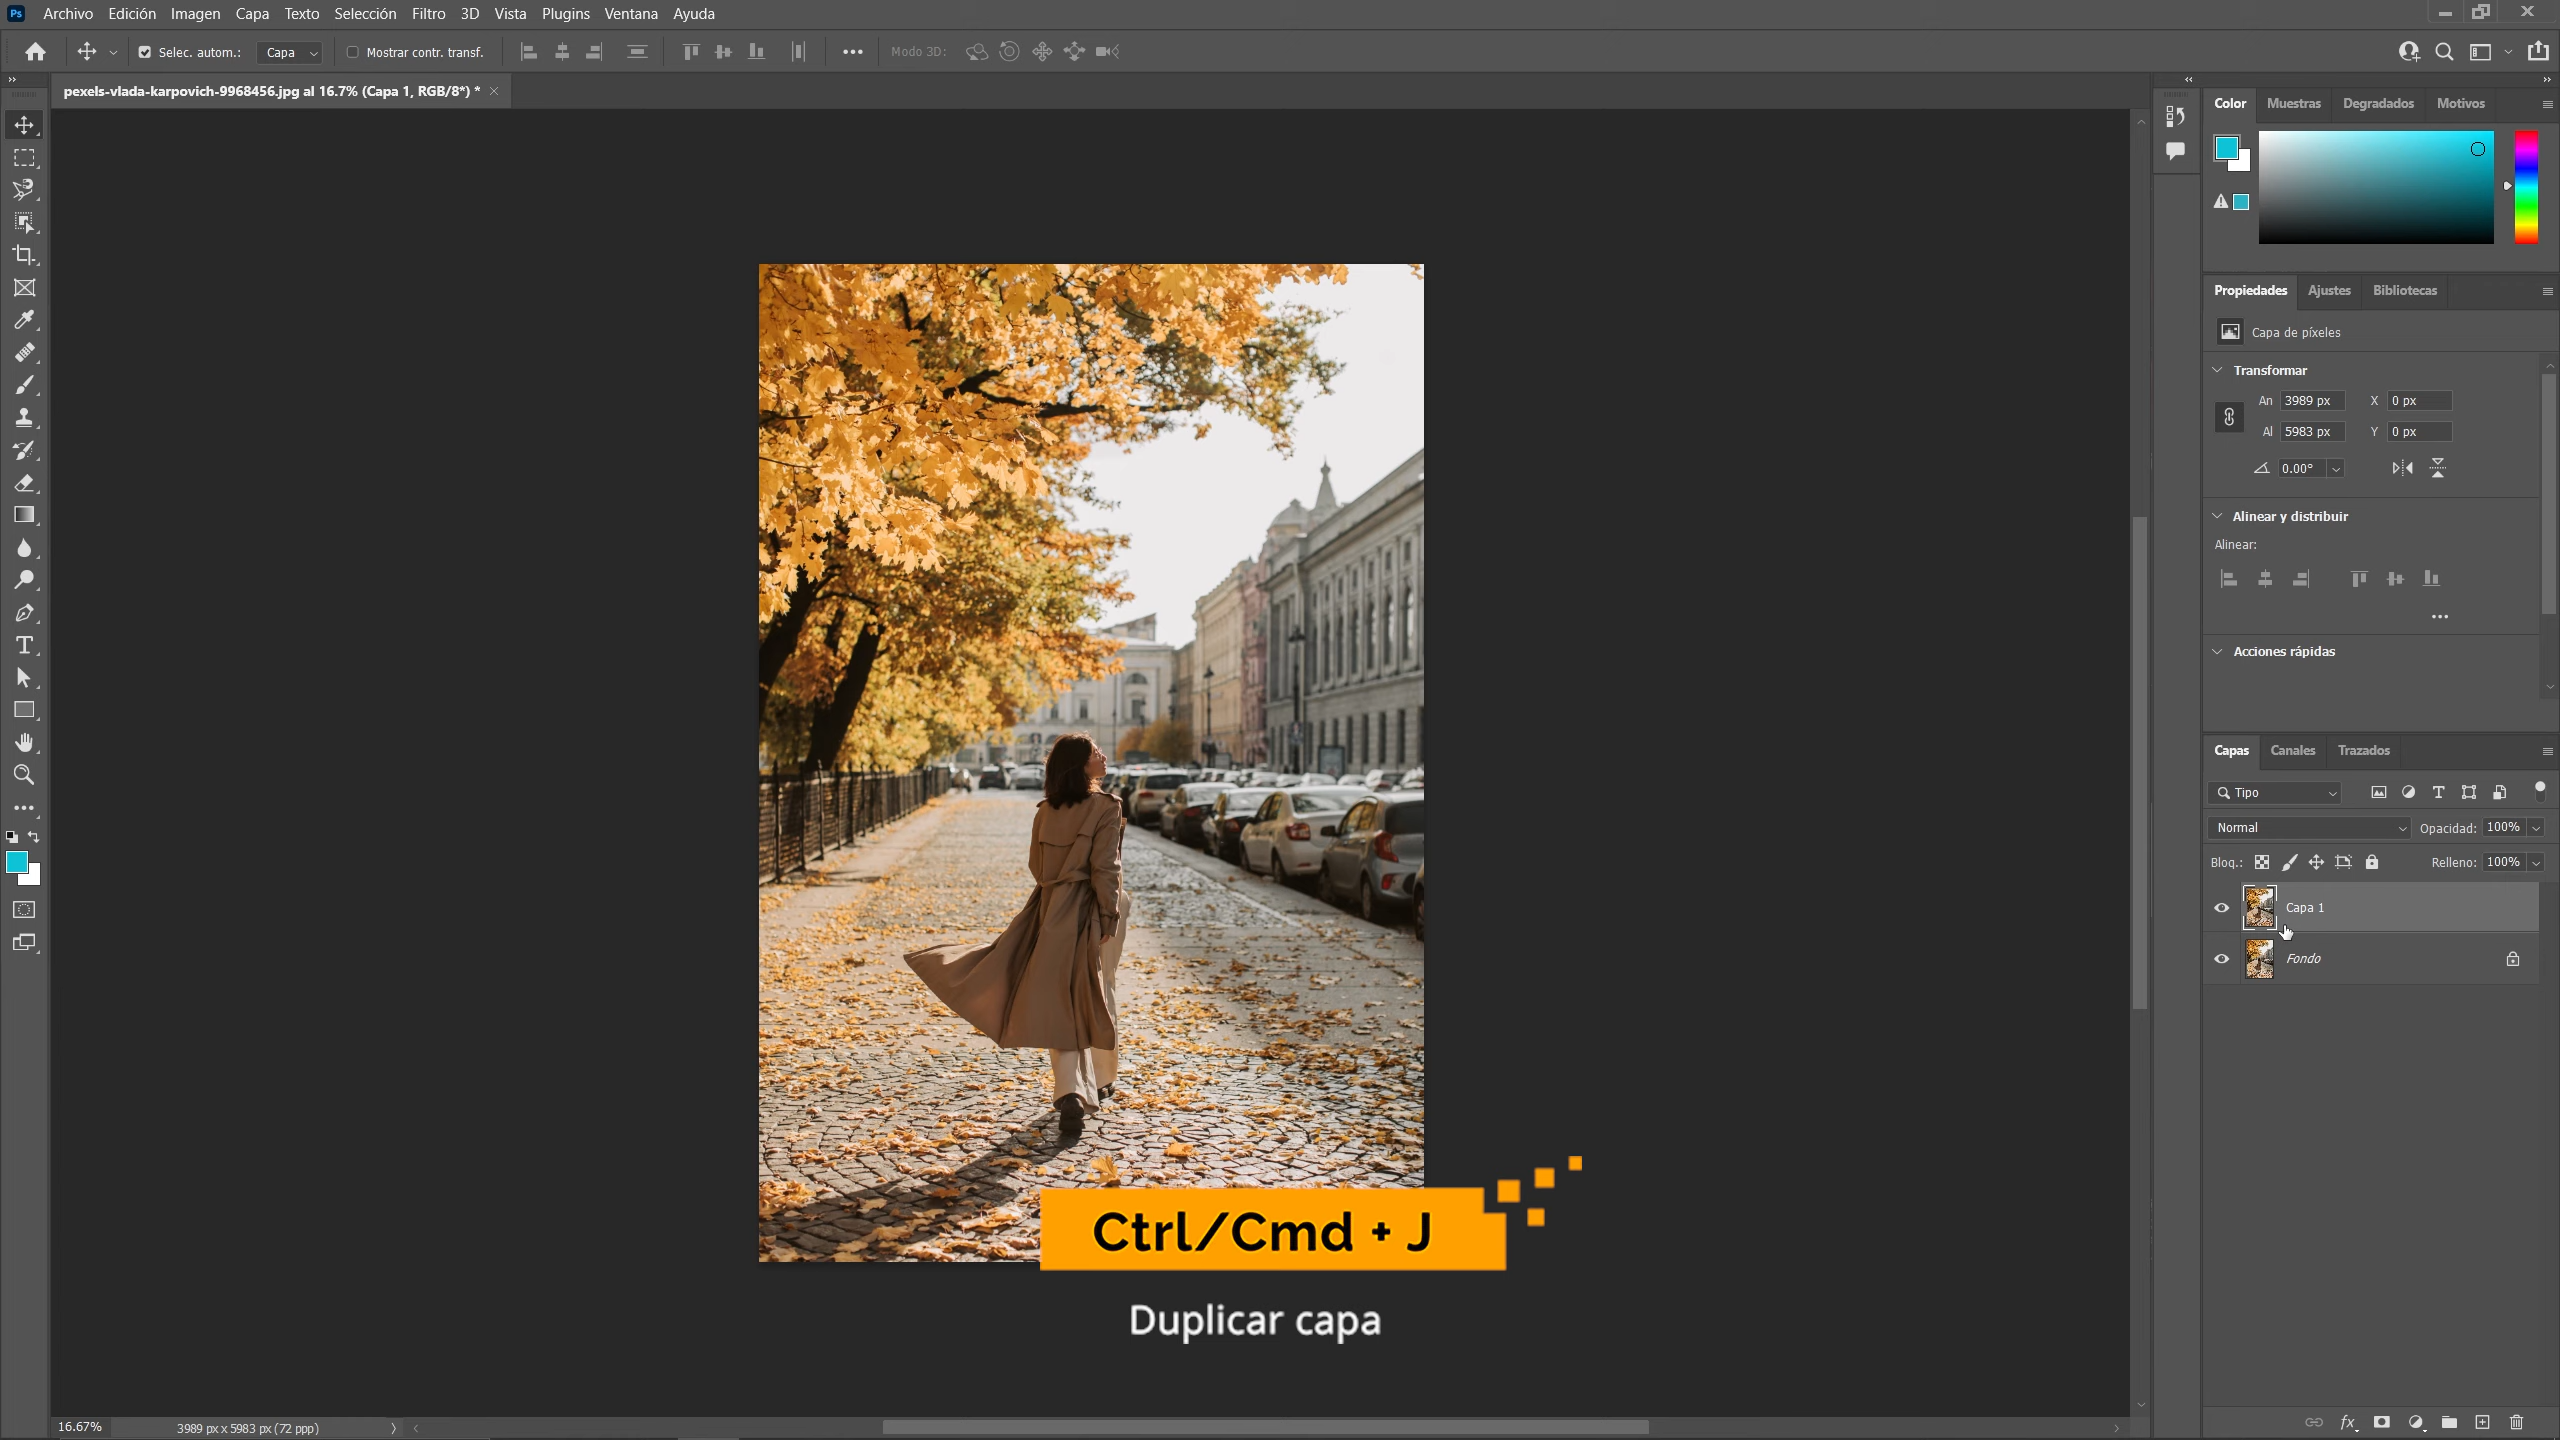 Ps Archivo Edición Imagen Capa Texto Selección Filtro 3D Vista Plugins Ventana Ayuda
Selec. autom.: Capa Mostrar contr. transf. Modo 3D:
pexels-vlada-karpovich-9968456.jpg al 16.7% (Capa 1, RGB/8*) *
Color Muestras Degradados Motivos
Propiedades Ajustes Bibliotecas
Capa de píxeles
Transformar
An 3989 px X 0 px
Al 5983 px Y 0 px
0.00°
Alinear y distribuir
Alinear:
Acciones rápidas
Capas Canales Trazados
Tipo
Normal Opacidad: 100%
Bloq.: Relleno: 100%
Capa 1
Fondo
Ctrl/Cmd + J
Duplicar capa
16.67% 3989 px x 5983 px (72 ppp)
fx